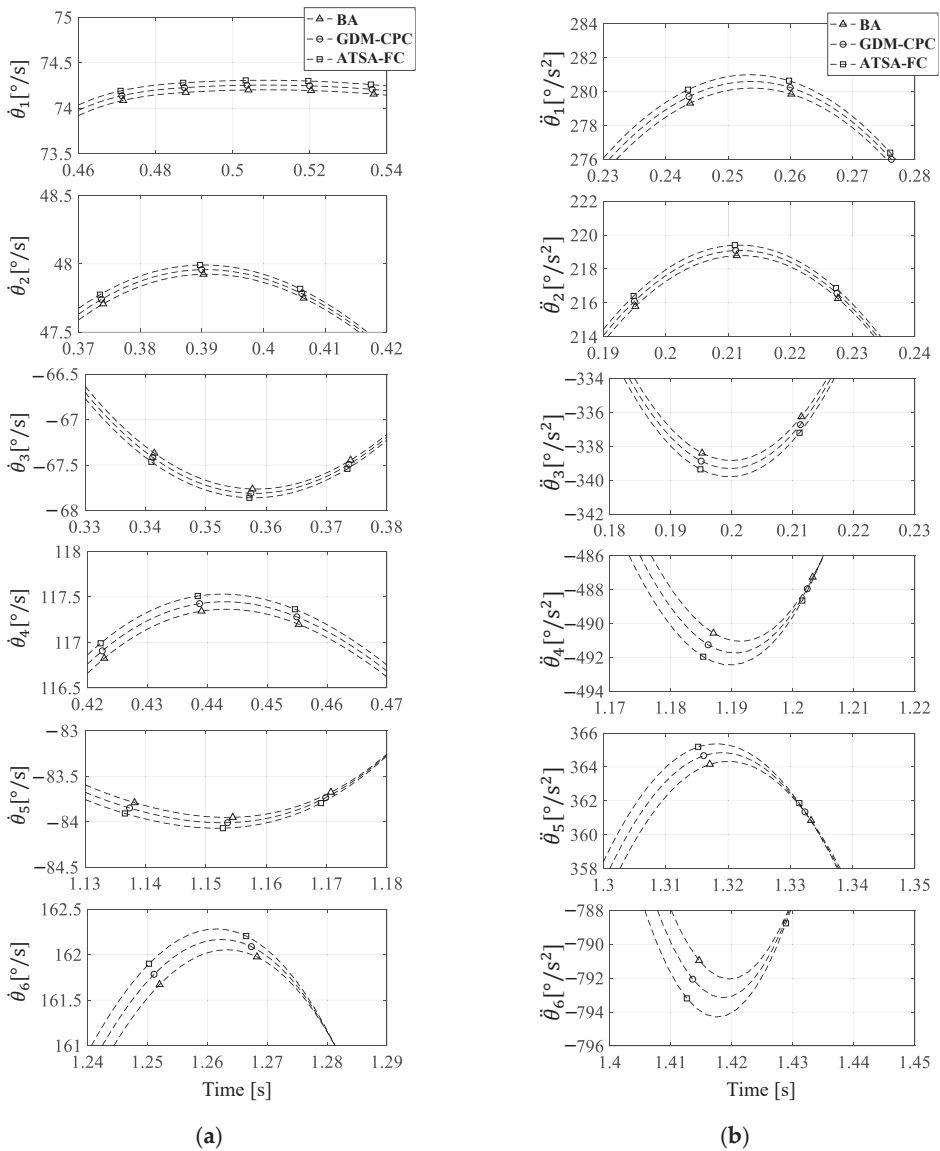 75
74.5
74
73.5
θ̇₁[°/s]
BA
GDM-CPC
ATSA-FC
0.46 0.48 0.5 0.52 0.54
48.5
48
47.5
θ̇₂[°/s]
0.37 0.38 0.39 0.4 0.41 0.42
−66.5
−67
−67.5
−68
θ̇₃[°/s]
0.33 0.34 0.35 0.36 0.37 0.38
118
117.5
117
116.5
θ̇₄[°/s]
0.42 0.43 0.44 0.45 0.46 0.47
−83
−83.5
−84
−84.5
θ̇₅[°/s]
1.13 1.14 1.15 1.16 1.17 1.18
162.5
162
161.5
161
θ̇₆[°/s]
1.24 1.25 1.26 1.27 1.28 1.29
Time [s]
(a)
284
282
280
278
276
θ̈₁[°/s²]
BA
GDM-CPC
ATSA-FC
0.23 0.24 0.25 0.26 0.27 0.28
222
220
218
216
214
θ̈₂[°/s²]
0.19 0.2 0.21 0.22 0.23 0.24
−334
−336
−338
−340
−342
θ̈₃[°/s²]
0.18 0.19 0.2 0.21 0.22 0.23
−486
−488
−490
−492
−494
θ̈₄[°/s²]
1.17 1.18 1.19 1.2 1.21 1.22
366
364
362
360
358
θ̈₅[°/s²]
1.3 1.31 1.32 1.33 1.34 1.35
−788
−790
−792
−794
−796
θ̈₆[°/s²]
1.4 1.41 1.42 1.43 1.44 1.45
Time [s]
(b)